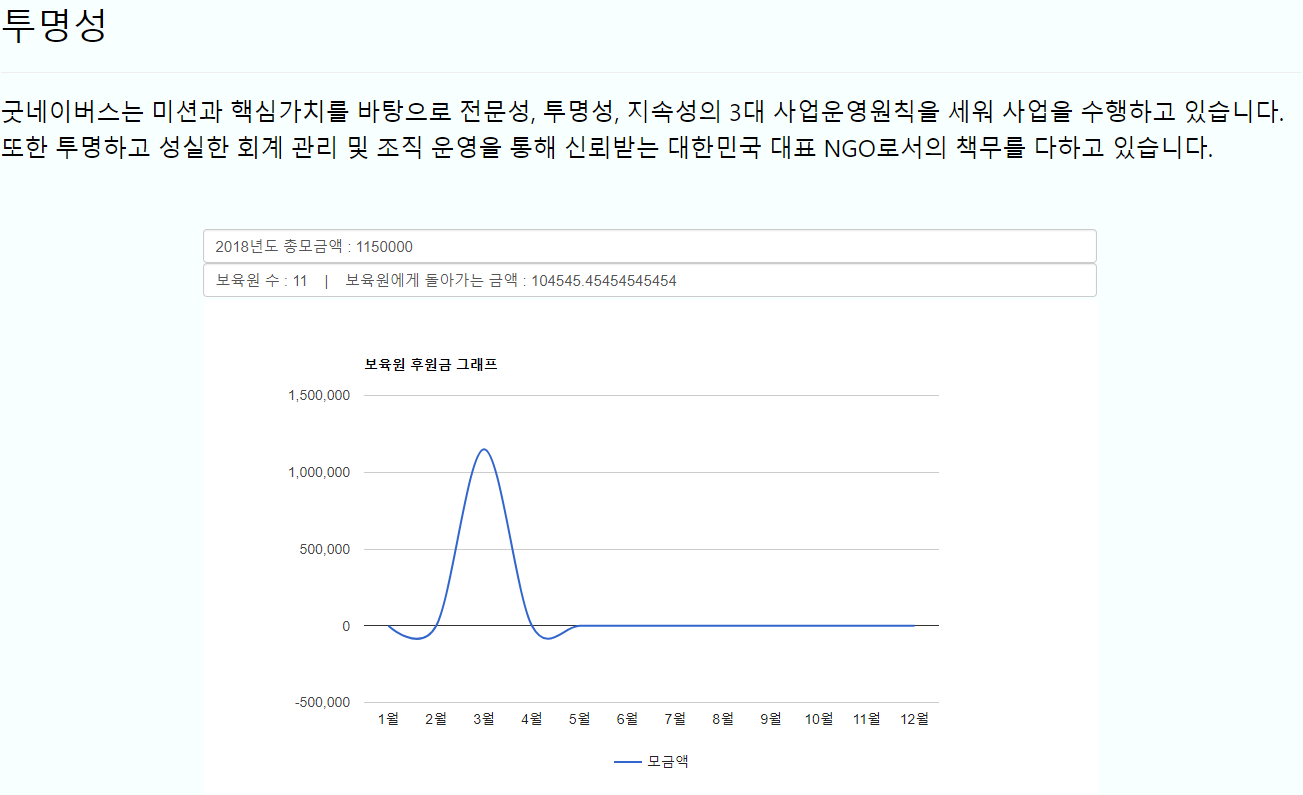 투명성
굿네이버스는 미션과 핵심가치를 바탕으로 전문성, 투명성, 지속성의 3대 사업운영원칙을 세워 사업을 수행하고 있습니다.
또한 투명하고 성실한 회계 관리 및 조직 운영을 통해 신뢰받는 대한민국 대표 NGO로서의 책무를 다하고 있습니다.
2018년도 총모금액 : 1150000
보육원 수 : 11 | 보육원에게 돌아가는 금액 : 104545.45454545454
보육원 후원금 그래프
1,500,000
1,000,000
500,000
0
-500,000
1월 2월 3월 4월 5월 6월 7월 8월 9월 10월 11월 12월
모금액